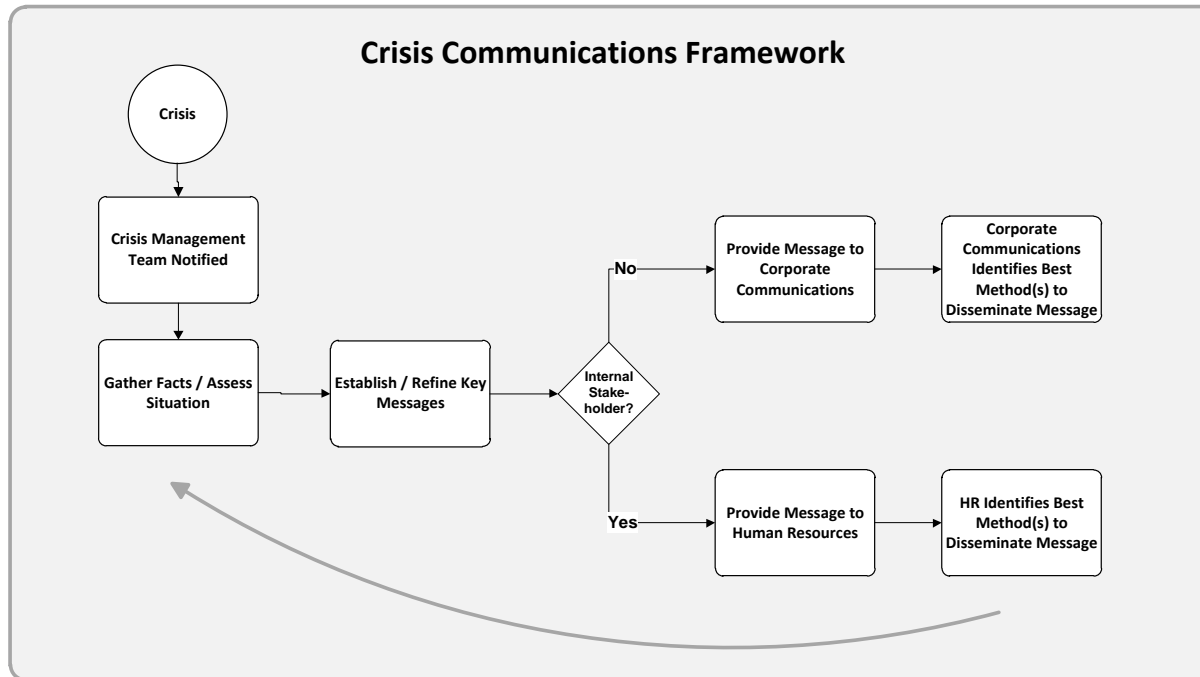 Crisis Communications Framework
Crisis
Crisis Management
Team Notified
Gather Facts / Assess
Situation
Establish / Refine Key
Messages
Internal
Stake-
holder?
No
Provide Message to
Corporate
Communications
Corporate
Communications
Identifies Best
Method(s) to
Disseminate Message
Yes
Provide Message to
Human Resources
HR Identifies Best
Method(s) to
Disseminate Message